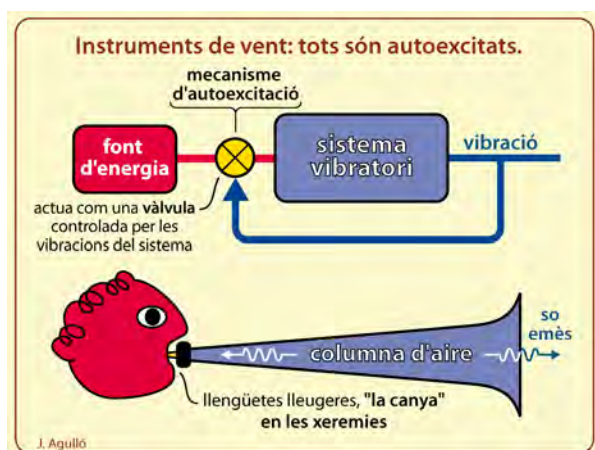 Instruments de vent: tots són autoexcitats.
mecanisme
d'autoexcitació
font
d'energia
sistema
vibratori
vibració
actua com una vàlvula
controlada per les
vibracions del sistema
so
emès
columna d'aire
llengüetes lleugeres, "la canya"
en les xeremies
J. Agulló